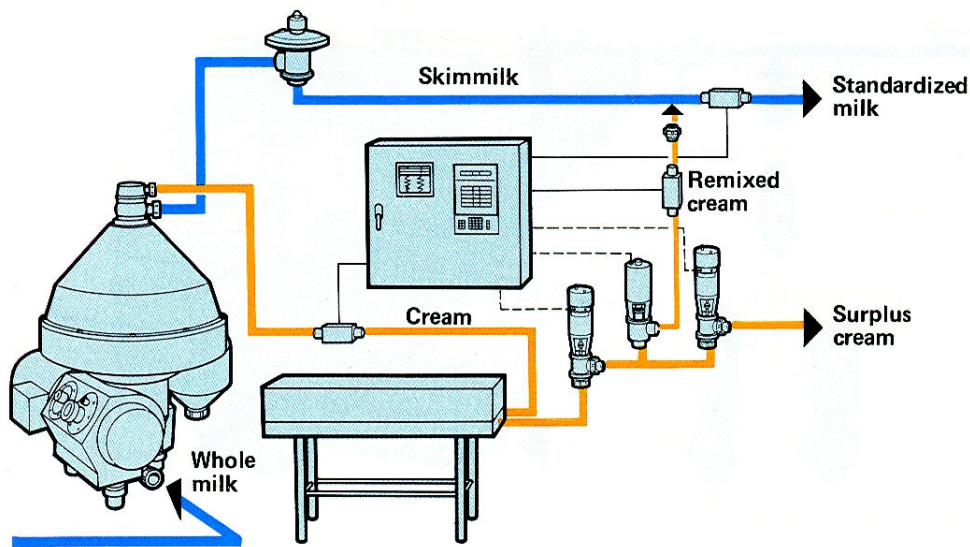 Skimmilk
Standardized
milk
Remixed
cream
Cream
Surplus
cream
Whole
milk